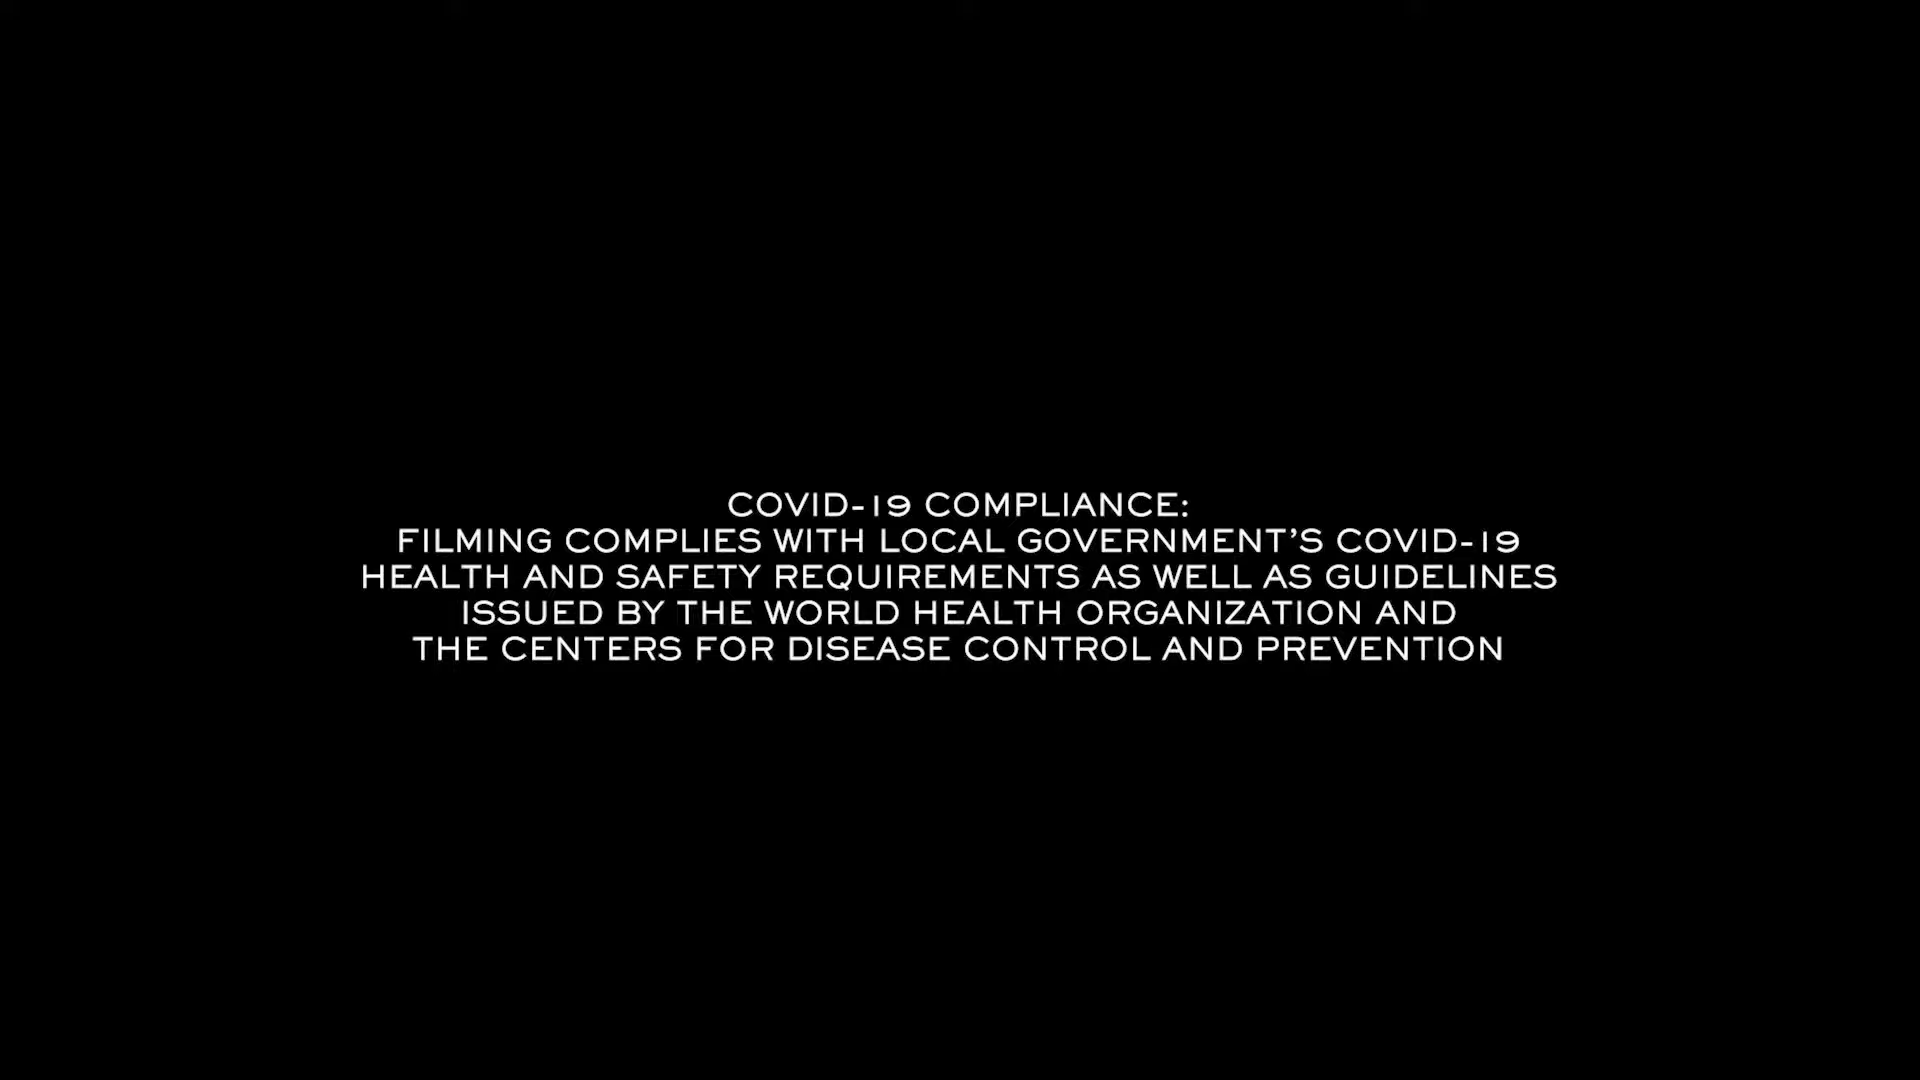 COVID-19 COMPLIANCE:
FILMING COMPLIES WITH LOCAL GOVERNMENT’S COVID-19
HEALTH AND SAFETY REQUIREMENTS AS WELL AS GUIDELINES
ISSUED BY THE WORLD HEALTH ORGANIZATION AND
THE CENTERS FOR DISEASE CONTROL AND PREVENTION